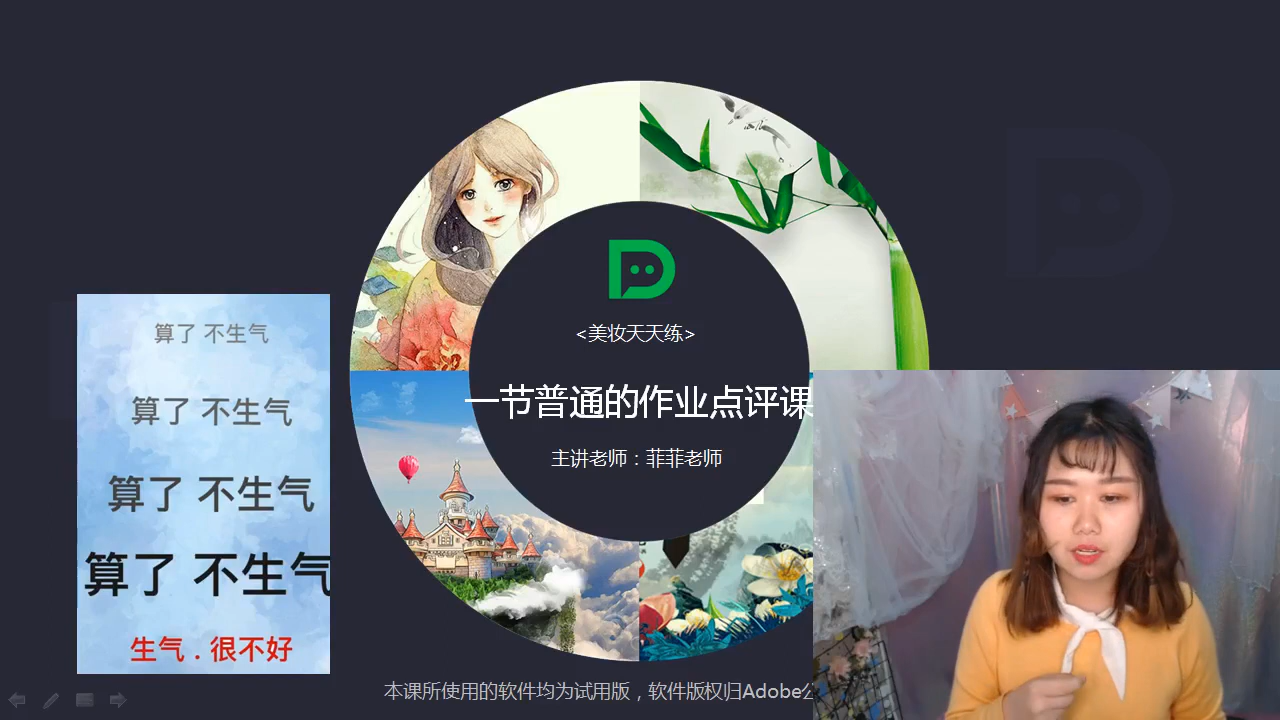 <美妆天天练>
一节普通的作业点评课
主讲老师：菲菲老师
算了 不生气
算了 不生气
算了 不生气
算了 不生气
生气 . 很不好
本课所使用的软件均为试用版，软件版权归Adobe